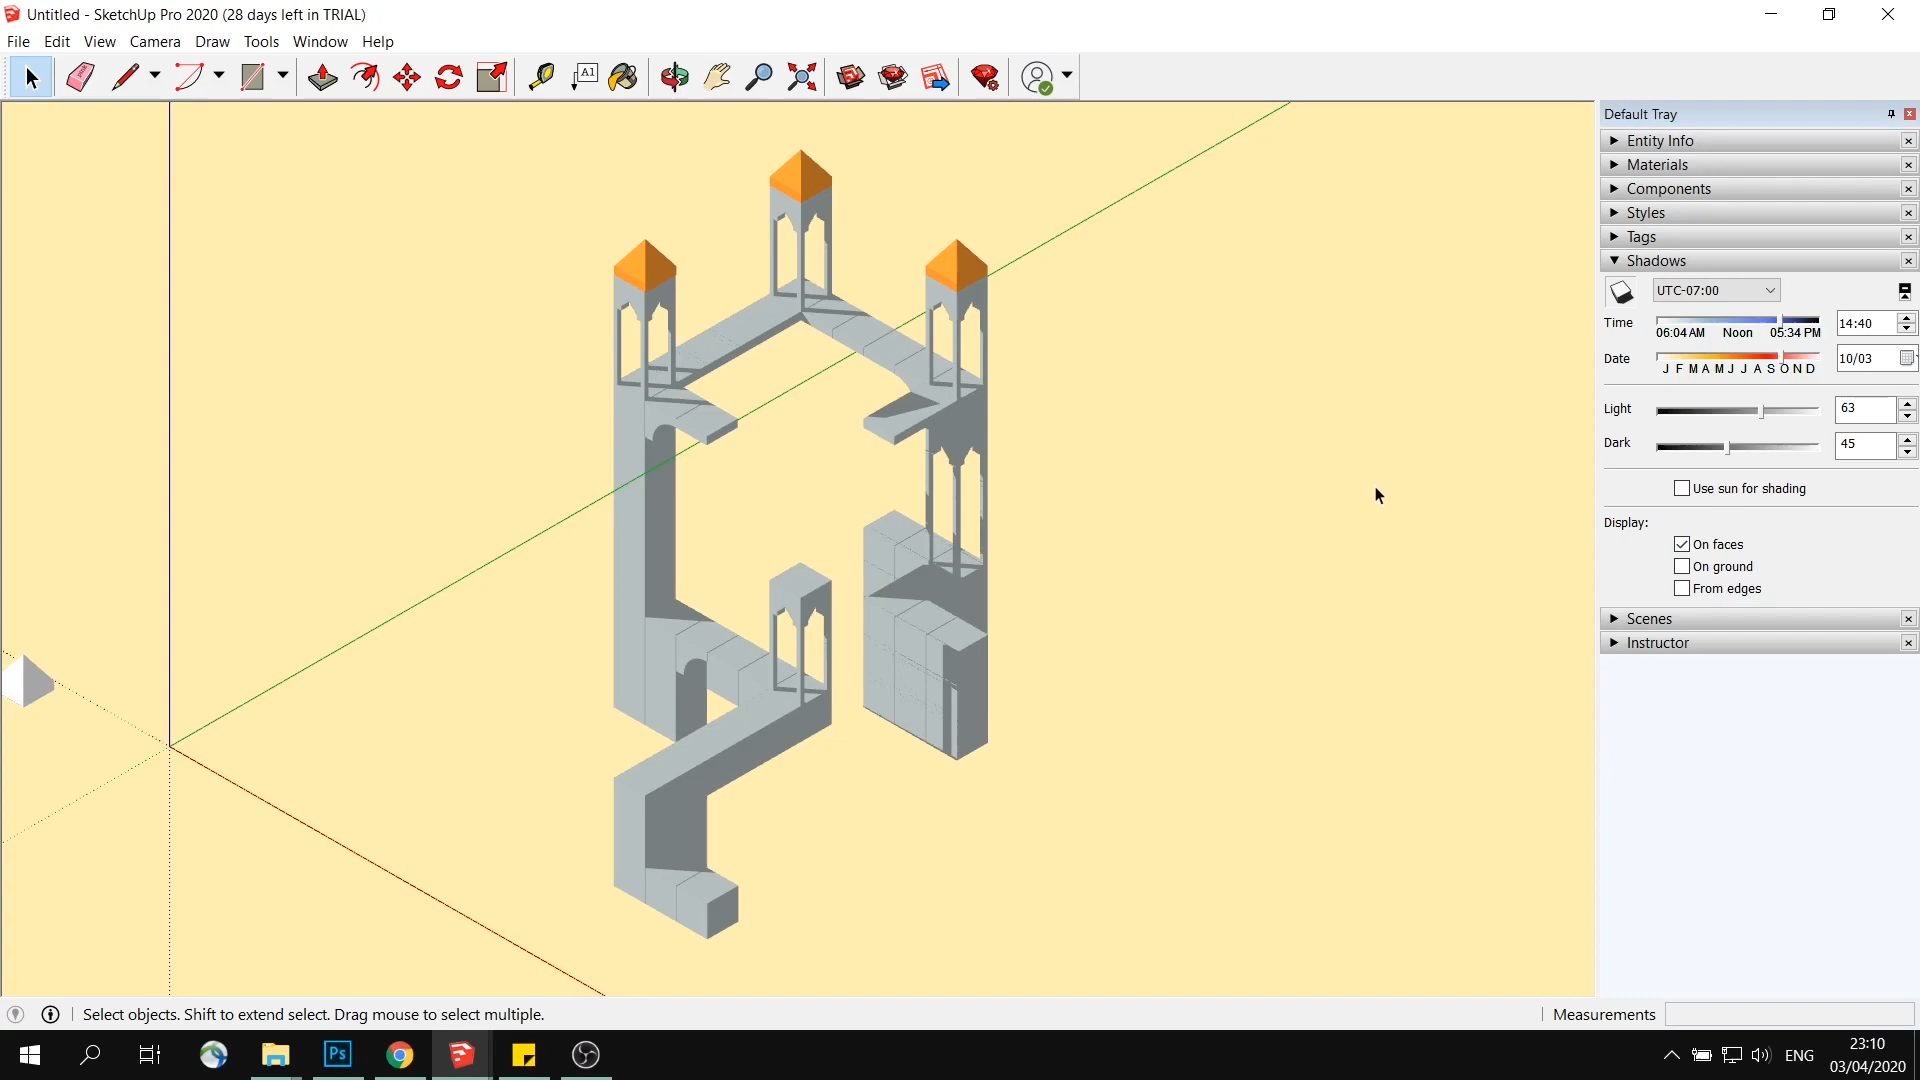 Untitled - SketchUp Pro 2020 (28 days left in TRIAL)
File Edit View Camera Draw Tools Window Help
A1
Default Tray
Entity Info
Materials
Components
Styles
Tags
Shadows
UTC-07:00
Time 06:04 AM Noon 05:34 PM 14:40
Date J F M A M J J A S O N D 10/03
Light 63
Dark 45
Use sun for shading
Display:
On faces
On ground
From edges
Scenes
Instructor
Select objects. Shift to extend select. Drag mouse to select multiple.
Measurements
Ps
ENG
23:10
03/04/2020